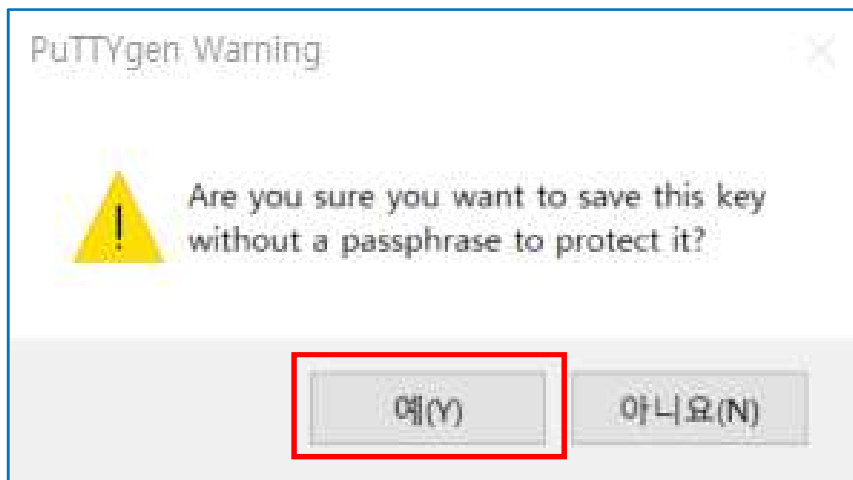 PuTTYgen Warning
Are you sure you want to save this key
without a passphrase to protect it?
예(Y) 아니요(N)